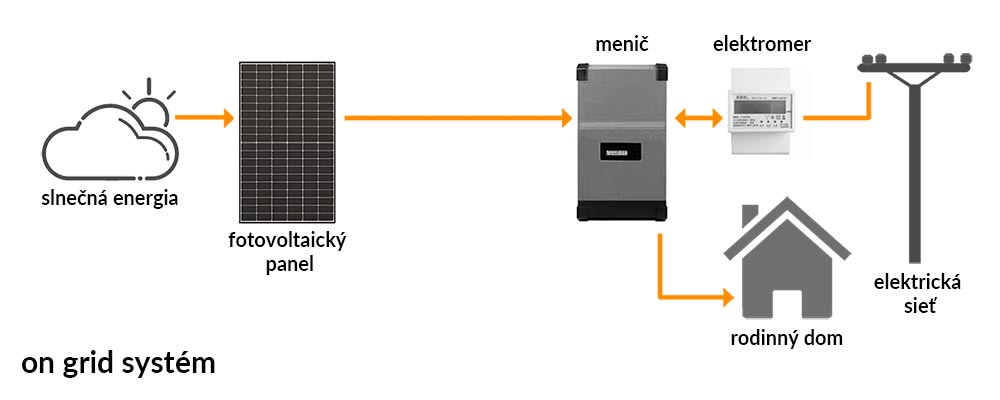 menič
elektromer
slnečná energia
fotovoltaický
panel
elektrická
sieť
rodinný dom
on grid systém